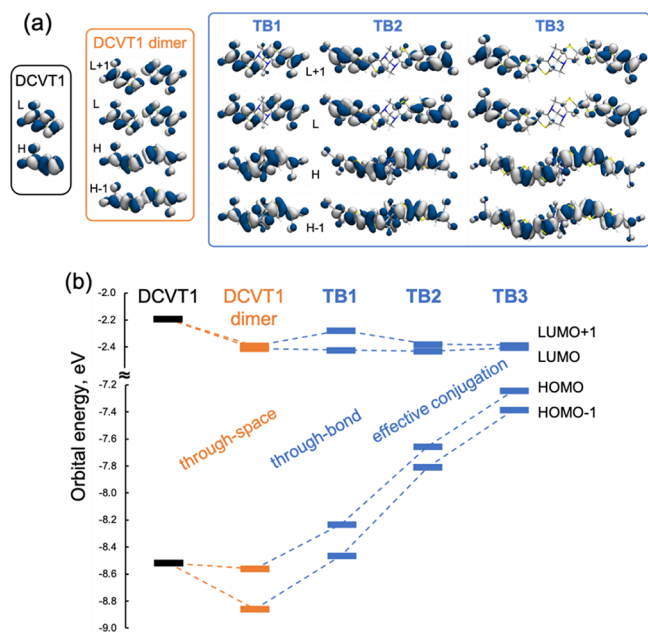 (a)
DCVT1
L
H
DCVT1 dimer
L+1
L
H
H-1
TB1
TB2
TB3
L+1
L
H
H-1
(b)
DCVT1
DCVT1
dimer
TB1
TB2
TB3
Orbital energy, eV
-2.0
-2.2
-2.4
-7.2
-7.4
-7.6
-7.8
-8.0
-8.2
-8.4
-8.6
-8.8
-9.0
≈
through-space
through-bond
effective conjugation
LUMO+1
LUMO
HOMO
HOMO-1